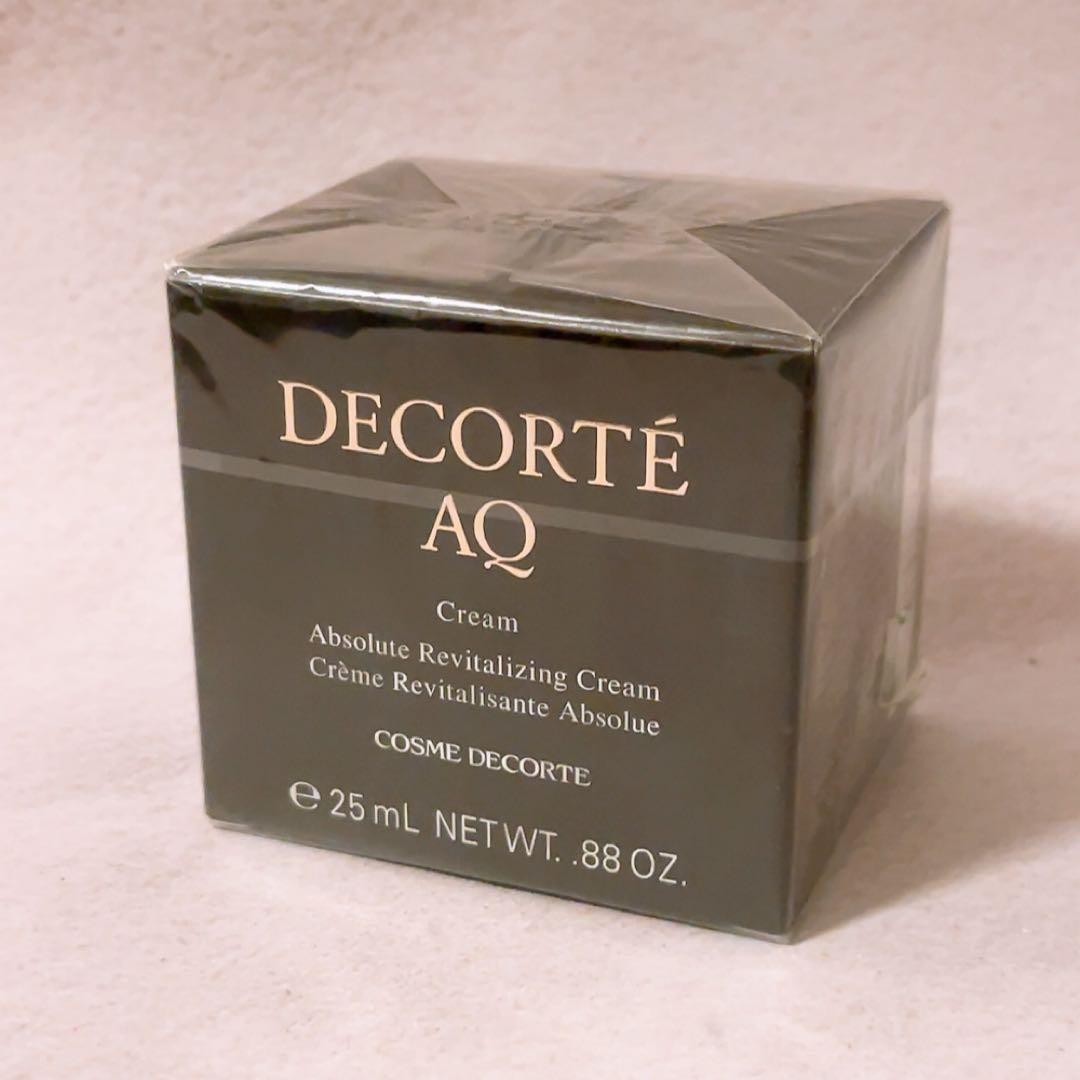 DECORTÉ
AQ
Cream
Absolute Revitalizing Cream
Crème Revitalisante Absolue
COSME DECORTE
℮ 25 mL NET WT. .88 OZ.